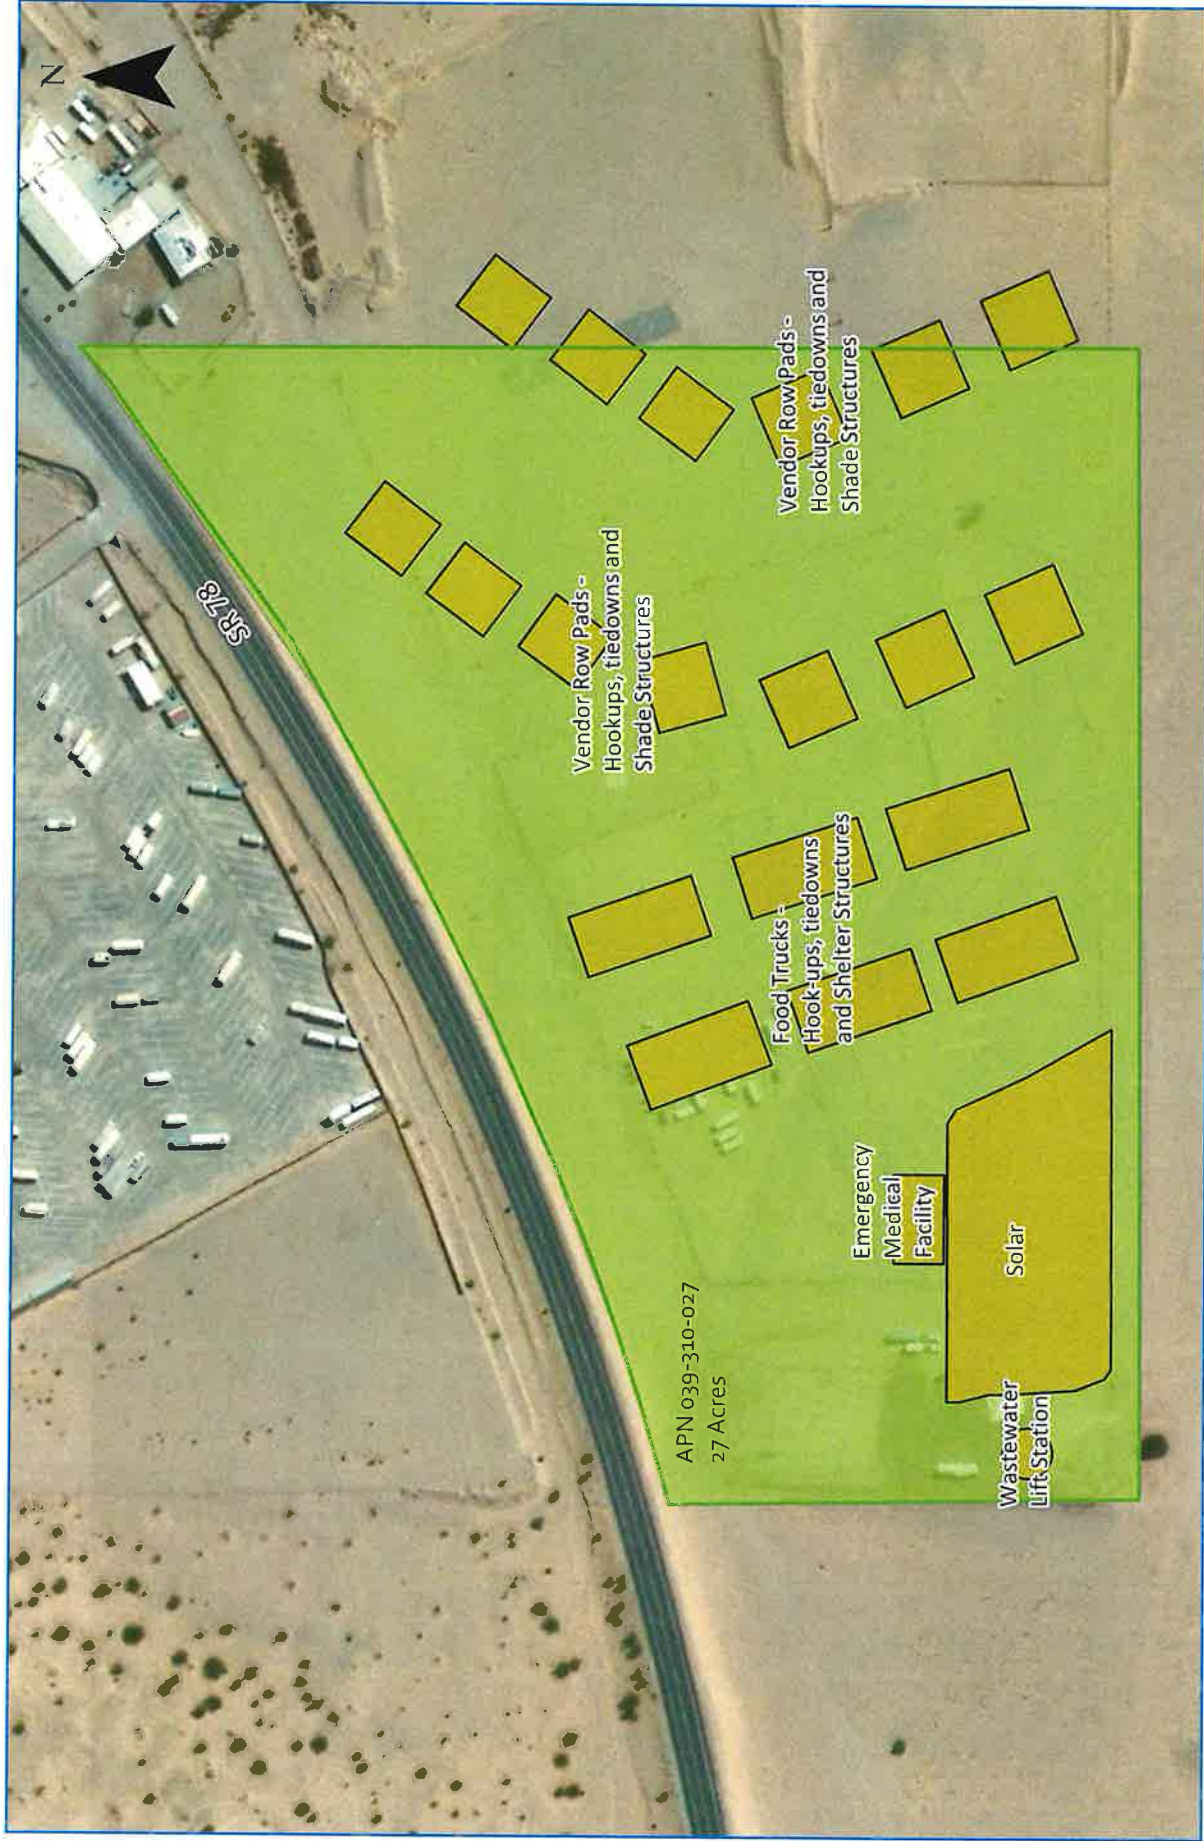 N
SR 78
Vendor Row Pads -
Hookups, tiedowns and
Shade Structures
Vendor Row Pads -
Hookups, tiedowns and
Shade Structures
Food Trucks -
Hook-ups, tiedowns
and Shelter Structures
Emergency
Medical
Facility
Solar
APN 039-310-027
27 Acres
Wastewater
Lift Station